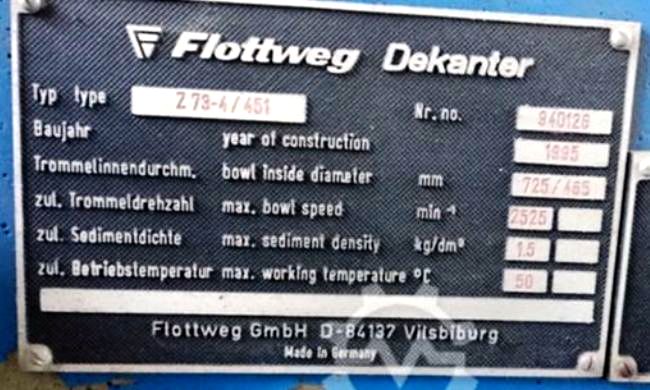 Flottweg Dekanter
Typ type Z 73-4/451 Nr. no. 940126
Baujahr year of construction 1995
Trommelinnendurchm. bowl inside diameter mm 725/465
zul. Trommeldrehzahl max. bowl speed min⁻¹ 2525
zul. Sedimentdichte max. sediment density kg/dm³ 1.5
zul. Betriebstemperatur max. working temperature °C 50
Flottweg GmbH D-84137 Vilsbiburg
Made in Germany